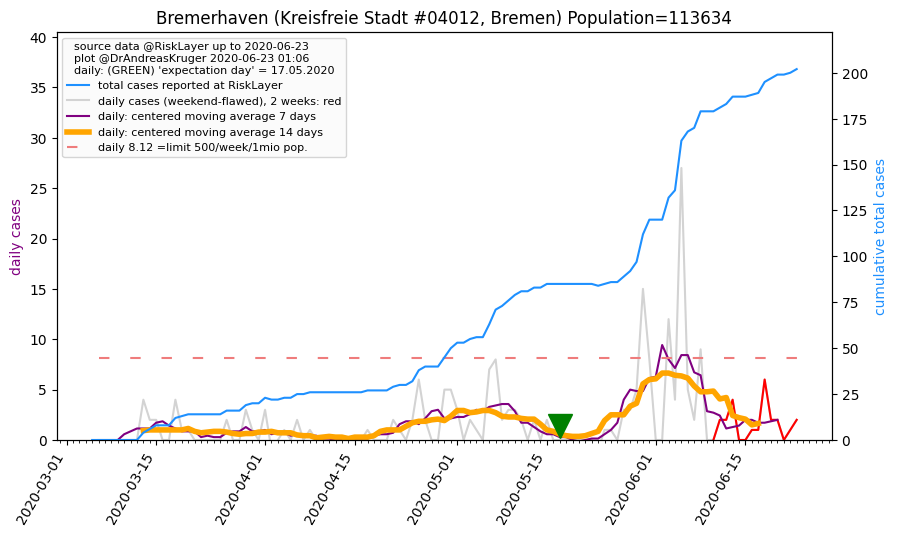 Bremerhaven (Kreisfreie Stadt #04012, Bremen) Population=113634
source data @RiskLayer up to 2020-06-23
plot @DrAndreasKruger 2020-06-23 01:06
daily: (GREEN) 'expectation day' = 17.05.2020
total cases reported at RiskLayer
daily cases (weekend-flawed), 2 weeks: red
daily: centered moving average 7 days
daily: centered moving average 14 days
daily 8.12 =limit 500/week/1mio pop.
daily cases
40
35
30
25
20
15
10
5
0
200
175
150
125
100
75
50
25
0
cumulative total cases
2020-03-01
2020-03-15
2020-04-01
2020-04-15
2020-05-01
2020-05-15
2020-06-01
2020-06-15